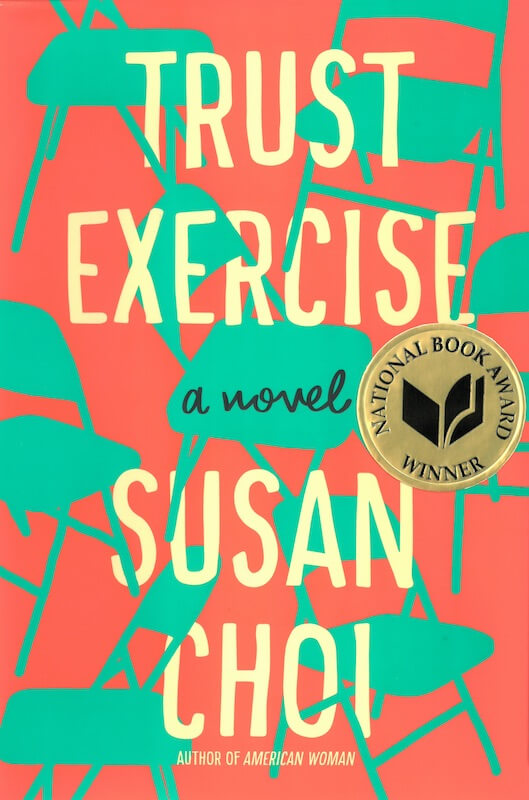 TRUST
EXERCISE
a novel
NATIONAL BOOK AWARD
WINNER
SUSAN
CHOI
AUTHOR OF AMERICAN WOMAN